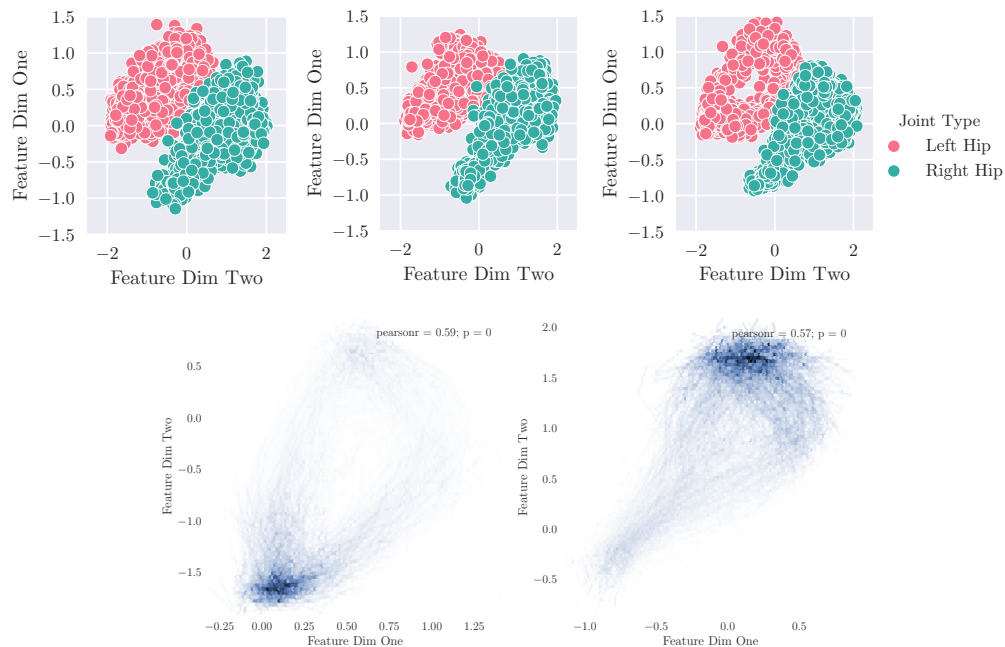 1.5
1.0
0.5
0.0
−0.5
−1.0
−1.5
Feature Dim One
−2 0 2
Feature Dim Two
1.5
1.0
0.5
0.0
−0.5
−1.0
−1.5
Feature Dim One
−2 0 2
Feature Dim Two
1.5
1.0
0.5
0.0
−0.5
−1.0
−1.5
Feature Dim One
−2 0 2
Feature Dim Two
Joint Type
Left Hip
Right Hip
pearsonr = 0.59; p = 0
0.5
0.0
−0.5
−1.0
−1.5
Feature Dim Two
−0.25 0.00 0.25 0.50 0.75 1.00 1.25
Feature Dim One
pearsonr = 0.57; p = 0
2.0
1.5
1.0
0.5
0.0
−0.5
Feature Dim Two
−1.0 −0.5 0.0 0.5
Feature Dim One